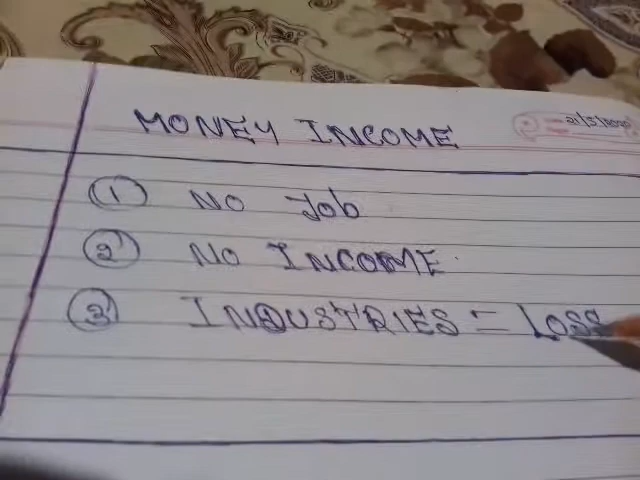 MONEY INCOME
① No Job
② No INCOME
③ INDUSTRIES = LOSS